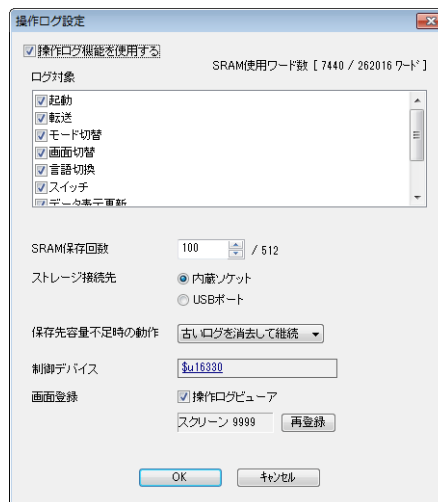 操作ログ設定
操作ログ機能を使用する
SRAM使用ワード数 [ 7440 / 262016 ワード ]
ログ対象
起動
転送
モード切替
画面切替
言語切換
スイッチ
データ表示更新
SRAM保存回数 100 / 512
ストレージ接続先 内蔵ソケット
USBポート
保存先容量不足時の動作 古いログを消去して継続
制御デバイス $u16330
画面登録 操作ログビューア
スクリーン 9999 再登録
OK キャンセル